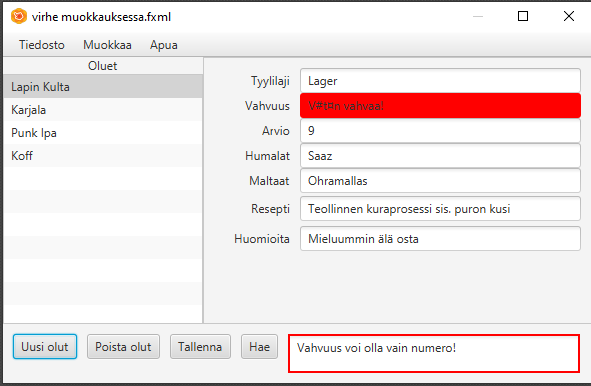 virhe muokkauksessa.fxml
Tiedosto Muokkaa Apua
Oluet
Lapin Kulta
Karjala
Punk Ipa
Koff
Tyylilaji Lager
Vahvuus V#t#n vahvaa!
Arvio 9
Humalat Saaz
Maltaat Ohramallas
Resepti Teollinen kuraprosessi sis. puron kusi
Huomioita Mieluummin älä osta
Uusi olut Poista olut Tallenna Hae Vahvuus voi olla vain numero!